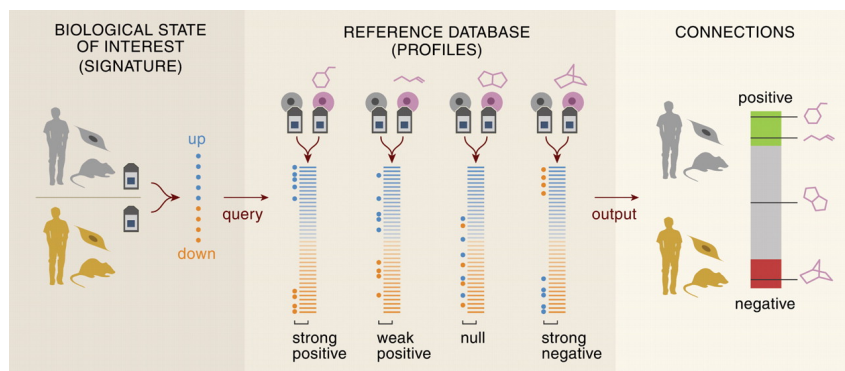 BIOLOGICAL STATE
OF INTEREST
(SIGNATURE)
REFERENCE DATABASE
(PROFILES)
CONNECTIONS
up
down
query
strong
positive
weak
positive
null
strong
negative
output
positive
negative